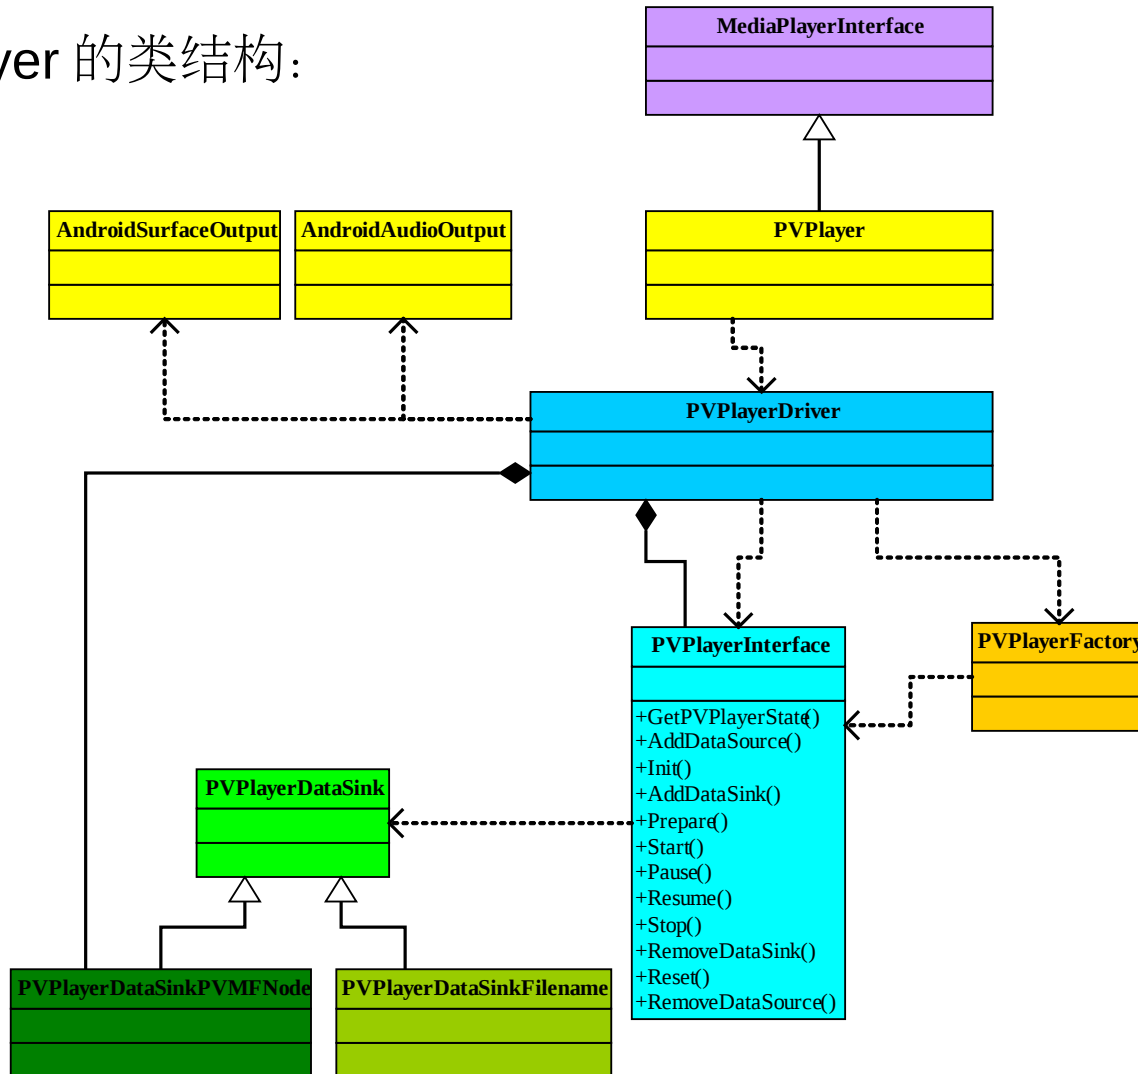 yer 的类结构：
MediaPlayerInterface
AndroidSurfaceOutput
AndroidAudioOutput
PVPlayer
PVPlayerDriver
PVPlayerInterface
+GetPVPlayerState()
+AddDataSource()
+Init()
+AddDataSink()
+Prepare()
+Start()
+Pause()
+Resume()
+Stop()
+RemoveDataSink()
+Reset()
+RemoveDataSource()
PVPlayerFactory
PVPlayerDataSink
PVPlayerDataSinkPVMFNode
PVPlayerDataSinkFilename